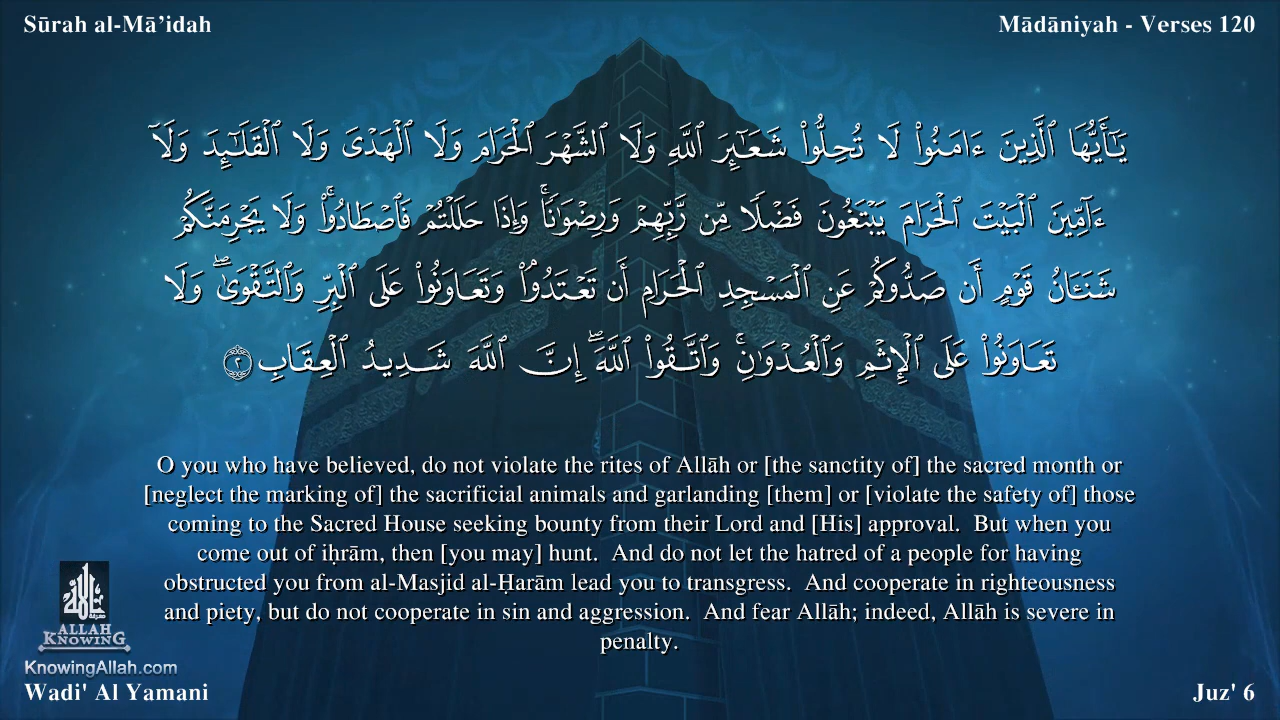 Sūrah al-Mā’idah
Mādāniyah - Verses 120
يَٰٓأَيُّهَا ٱلَّذِينَ ءَامَنُوا۟ لَا تُحِلُّوا۟ شَعَٰٓئِرَ ٱللَّهِ وَلَا ٱلشَّهْرَ ٱلْحَرَامَ وَلَا ٱلْهَدْىَ وَلَا ٱلْقَلَٰٓئِدَ وَلَآ
ءَآمِّينَ ٱلْبَيْتَ ٱلْحَرَامَ يَبْتَغُونَ فَضْلًا مِّن رَّبِّهِمْ وَرِضْوَٰنًا ۚ وَإِذَا حَلَلْتُمْ فَٱصْطَادُوا۟ ۚ وَلَا يَجْرِمَنَّكُمْ
شَنَـَٔانُ قَوْمٍ أَن صَدُّوكُمْ عَنِ ٱلْمَسْجِدِ ٱلْحَرَامِ أَن تَعْتَدُوا۟ ۘ وَتَعَاوَنُوا۟ عَلَى ٱلْبِرِّ وَٱلتَّقْوَىٰ ۖ وَلَا
تَعَاوَنُوا۟ عَلَى ٱلْإِثْمِ وَٱلْعُدْوَٰنِ ۚ وَٱتَّقُوا۟ ٱللَّهَ ۖ إِنَّ ٱللَّهَ شَدِيدُ ٱلْعِقَابِ ٢
O you who have believed, do not violate the rites of Allāh or [the sanctity of] the sacred month or
[neglect the marking of] the sacrificial animals and garlanding [them] or [violate the safety of] those
coming to the Sacred House seeking bounty from their Lord and [His] approval.  But when you
come out of iḥrām, then [you may] hunt.  And do not let the hatred of a people for having
obstructed you from al-Masjid al-Ḥarām lead you to transgress.  And cooperate in righteousness
and piety, but do not cooperate in sin and aggression.  And fear Allāh; indeed, Allāh is severe in
penalty.
ALLAH
KNOWING
KnowingAllah.com
Wadi' Al Yamani
Juz' 6